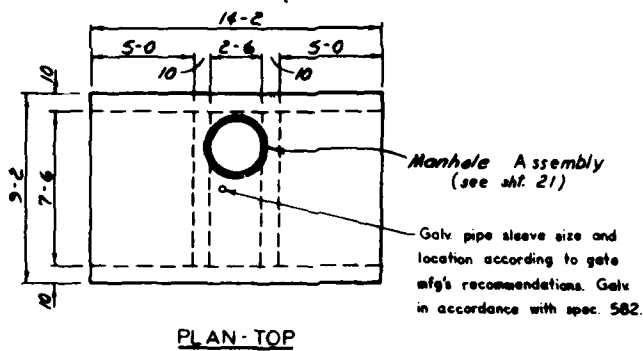 14-2
5-0 2-6 5-0
10 10
10
9-2
7-6
10
Manhole Assembly
(see sht. 21)
Galv. pipe sleeve size and
location according to gate
mfg's recommendations. Galv.
in accordance with spec. 582.
PLAN-TOP